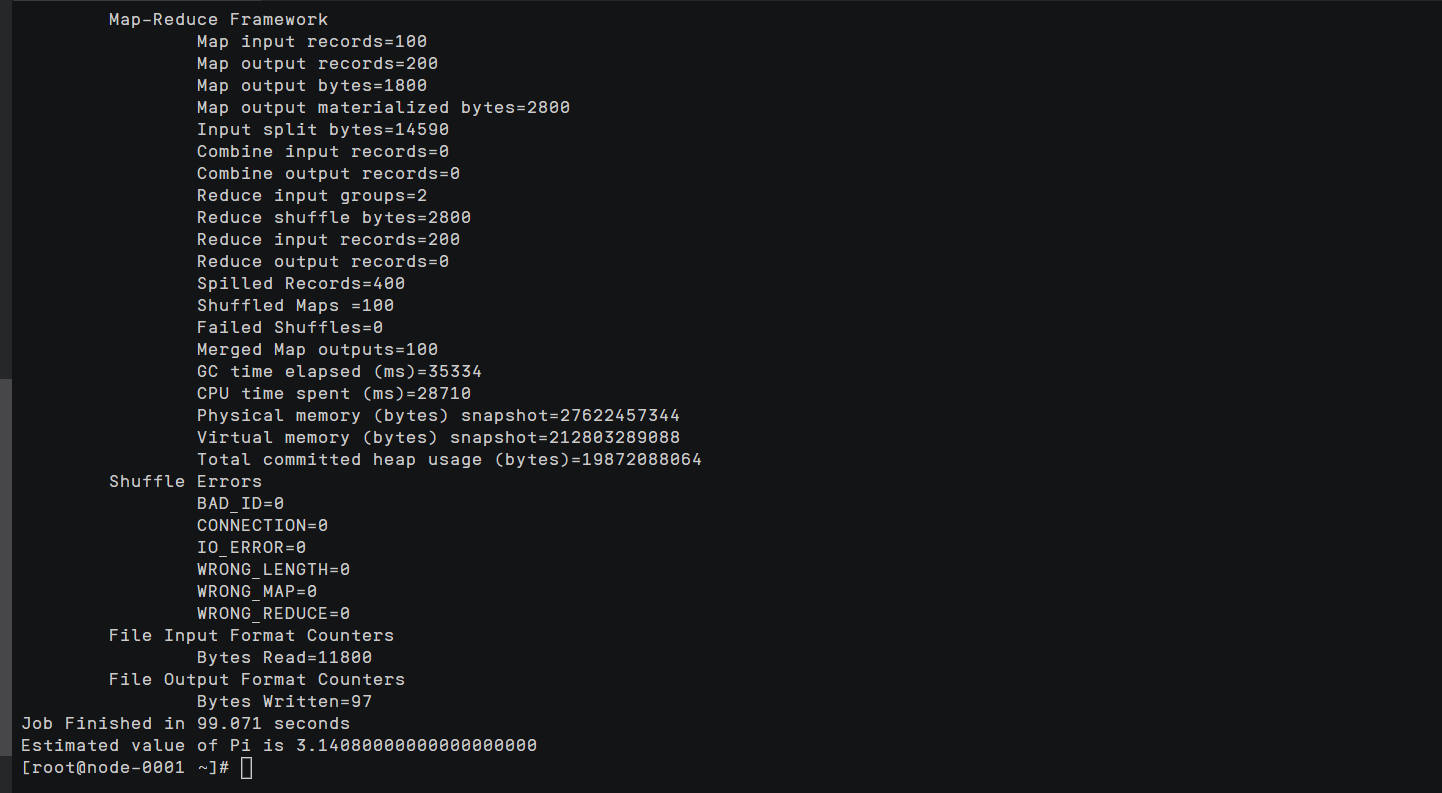 Map-Reduce Framework
Map input records=100
Map output records=200
Map output bytes=1800
Map output materialized bytes=2800
Input split bytes=14590
Combine input records=0
Combine output records=0
Reduce input groups=2
Reduce shuffle bytes=2800
Reduce input records=200
Reduce output records=0
Spilled Records=400
Shuffled Maps =100
Failed Shuffles=0
Merged Map outputs=100
GC time elapsed (ms)=35334
CPU time spent (ms)=28710
Physical memory (bytes) snapshot=27622457344
Virtual memory (bytes) snapshot=212803289088
Total committed heap usage (bytes)=19872088064
Shuffle Errors
BAD_ID=0
CONNECTION=0
IO_ERROR=0
WRONG_LENGTH=0
WRONG_MAP=0
WRONG_REDUCE=0
File Input Format Counters
Bytes Read=11800
File Output Format Counters
Bytes Written=97
Job Finished in 99.071 seconds
Estimated value of Pi is 3.14080000000000000000
[root@node-0001 ~]#